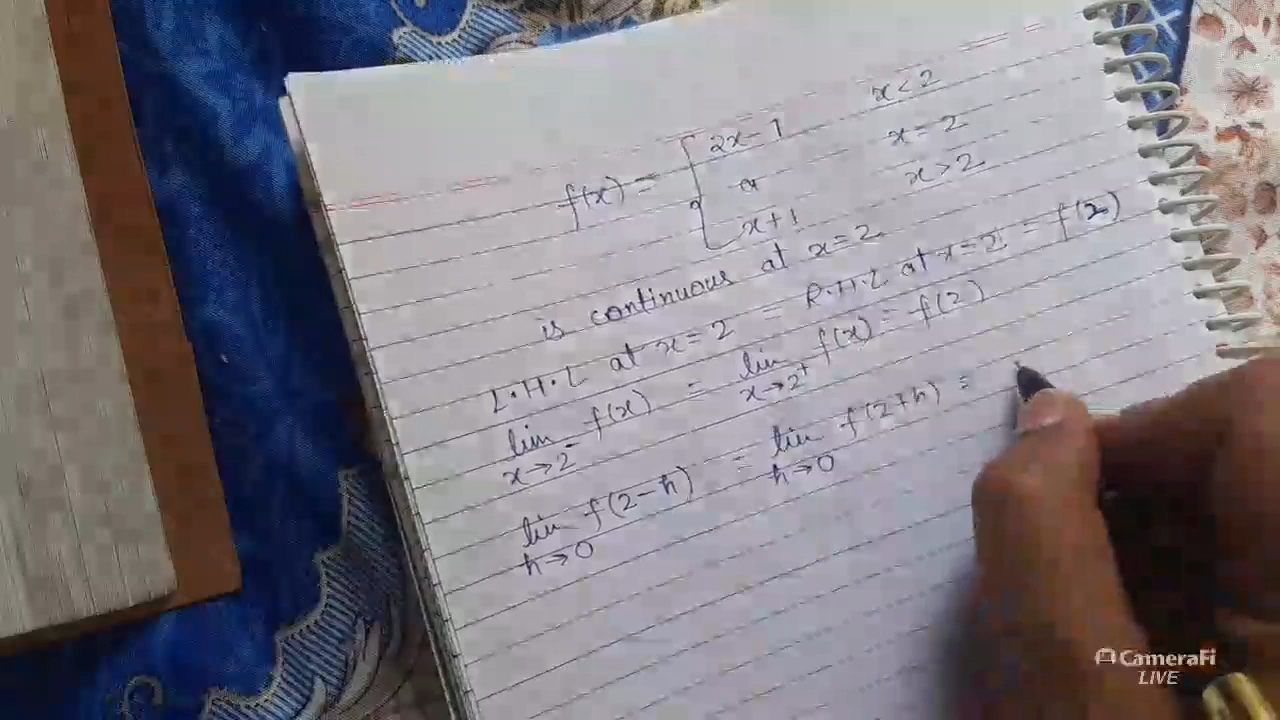 f(x) = { 2x-1 x<2
a x=2
x+1 x>2
is continuous at x=2
L.H.L at x=2 = R.H.L at x=2 = f(2)
lim x→2⁻ f(x) = lim x→2⁺ f(x) = f(2)
lim h→0 f(2-h) = lim h→0 f(2+h) =
CameraFi
LIVE